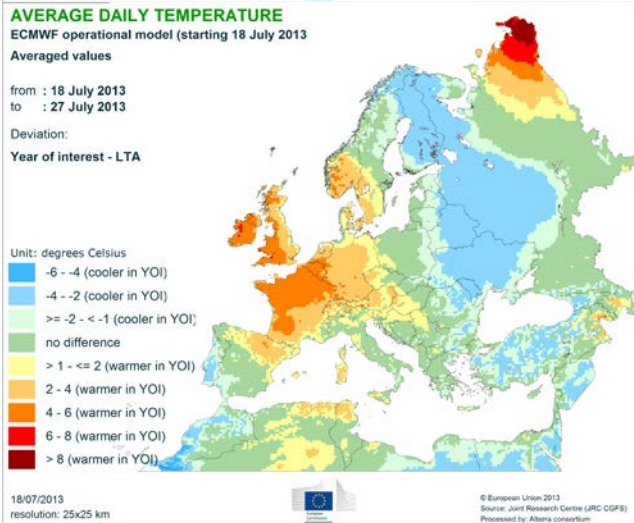 AVERAGE DAILY TEMPERATURE
ECMWF operational model (starting 18 July 2013
Averaged values
from : 18 July 2013
to : 27 July 2013
Deviation:
Year of interest - LTA
Unit: degrees Celsius
-6 - -4 (cooler in YOI)
-4 - -2 (cooler in YOI)
>= -2 - < -1 (cooler in YOI)
no difference
> 1 - <= 2 (warmer in YOI)
2 - 4 (warmer in YOI)
4 - 6 (warmer in YOI)
6 - 8 (warmer in YOI)
> 8 (warmer in YOI)
18/07/2013
resolution: 25x25 km
European
Commission
© European Union 2013
Source: Joint Research Centre (JRC CGFS)
Processed by: Alterra consortium